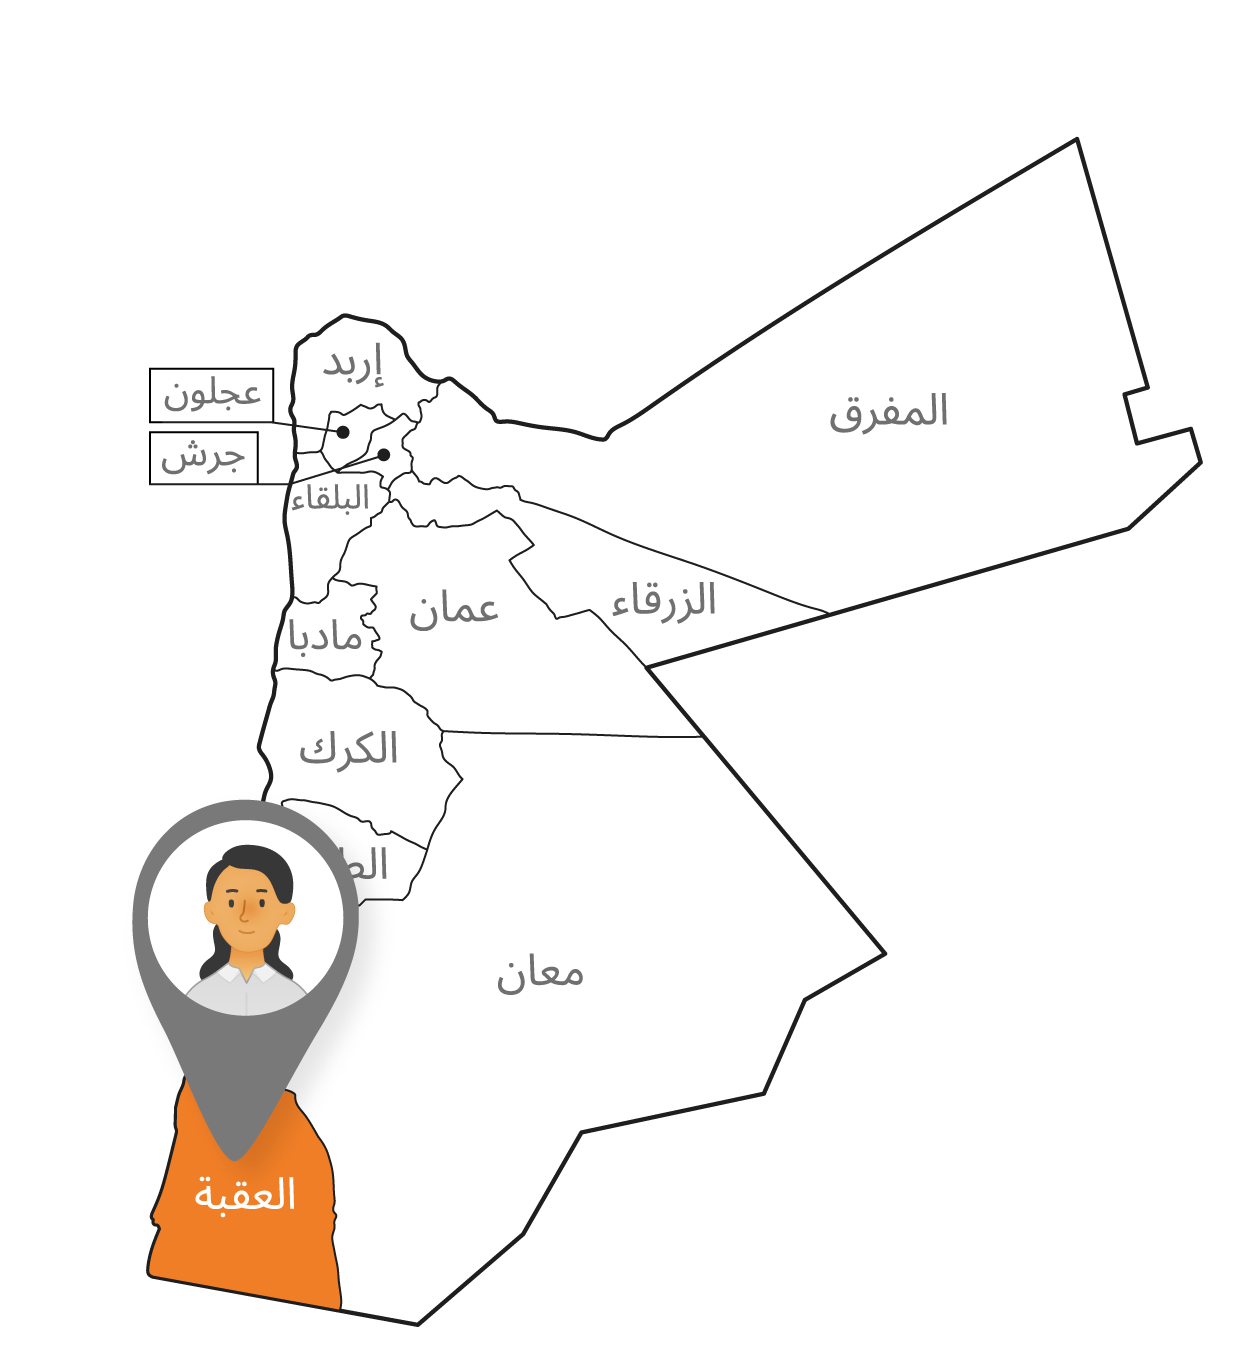 إربد
عجلون
المفرق
جرش
البلقاء
الزرقاء
عمان
مادبا
الكرك
معان
العقبة